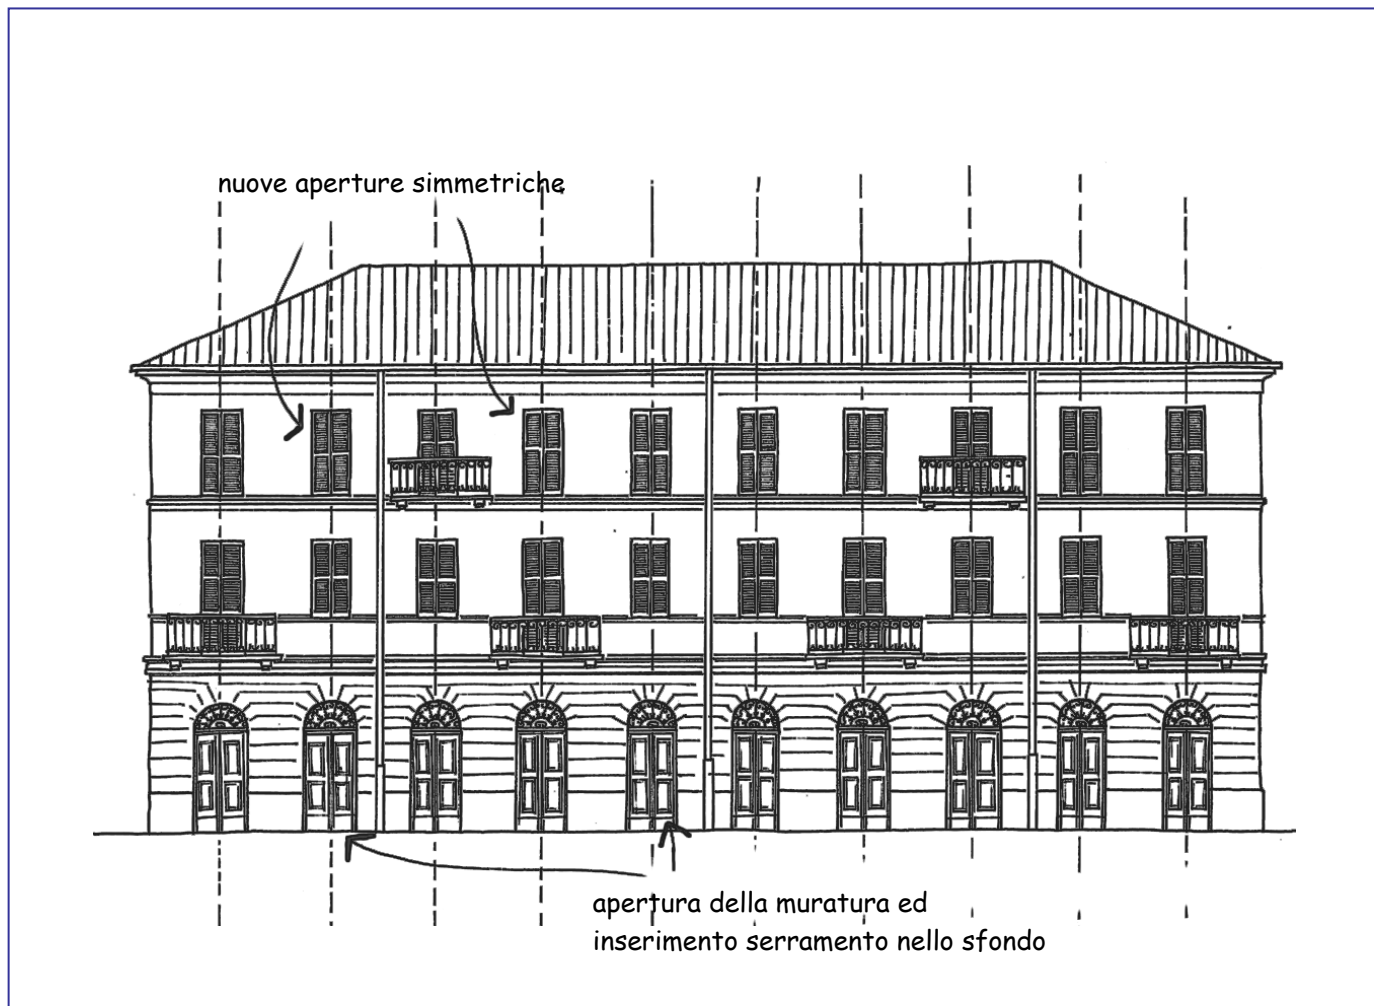 nuove aperture simmetriche
apertura della muratura ed
inserimento serramento nello sfondo